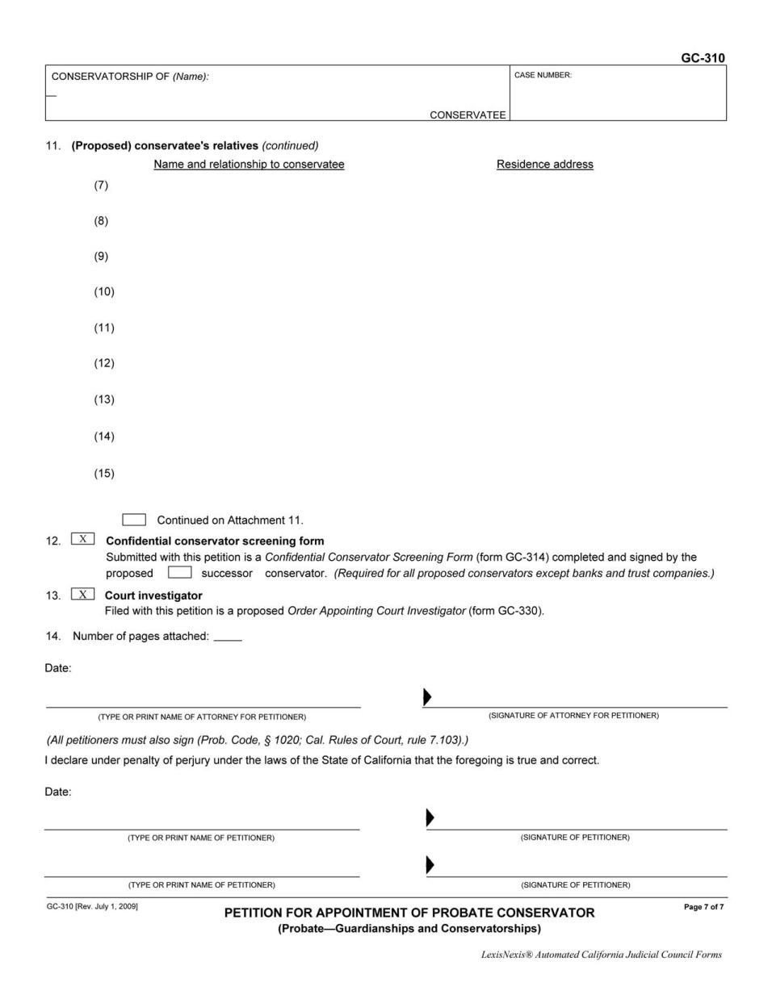 GC-310
CONSERVATORSHIP OF (Name):
CASE NUMBER:
CONSERVATEE
11. (Proposed) conservatee's relatives (continued)
Name and relationship to conservatee Residence address
(7)
(8)
(9)
(10)
(11)
(12)
(13)
(14)
(15)
Continued on Attachment 11.
12. X Confidential conservator screening form
Submitted with this petition is a Confidential Conservator Screening Form (form GC-314) completed and signed by the
proposed successor conservator. (Required for all proposed conservators except banks and trust companies.)
13. X Court investigator
Filed with this petition is a proposed Order Appointing Court Investigator (form GC-330).
14. Number of pages attached: _____
Date:
(TYPE OR PRINT NAME OF ATTORNEY FOR PETITIONER) (SIGNATURE OF ATTORNEY FOR PETITIONER)
(All petitioners must also sign (Prob. Code, § 1020; Cal. Rules of Court, rule 7.103).)
I declare under penalty of perjury under the laws of the State of California that the foregoing is true and correct.
Date:
(TYPE OR PRINT NAME OF PETITIONER) (SIGNATURE OF PETITIONER)
(TYPE OR PRINT NAME OF PETITIONER) (SIGNATURE OF PETITIONER)
GC-310 [Rev. July 1, 2009] PETITION FOR APPOINTMENT OF PROBATE CONSERVATOR Page 7 of 7
(Probate—Guardianships and Conservatorships)
LexisNexis® Automated California Judicial Council Forms